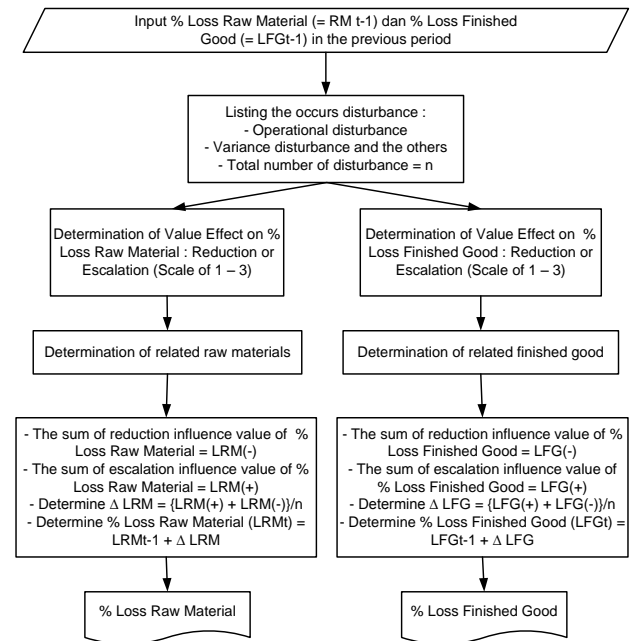 Input % Loss Raw Material (= RM t-1) dan % Loss Finished
Good (= LFGt-1) in the previous period
Listing the occurs disturbance :
- Operational disturbance
- Variance disturbance and the others
- Total number of disturbance = n
Determination of Value Effect on %
Loss Raw Material : Reduction or
Escalation (Scale of 1 – 3)
Determination of Value Effect on %
Loss Finished Good : Reduction or
Escalation (Scale of 1 – 3)
Determination of related raw materials
Determination of related finished good
- The sum of reduction influence value of %
Loss Raw Material = LRM(-)
- The sum of escalation influence value of %
Loss Raw Material = LRM(+)
- Determine Δ LRM = {LRM(+) + LRM(-)}/n
- Determine % Loss Raw Material (LRMt) =
LRMt-1 + Δ LRM
- The sum of reduction influence value of %
Loss Finished Good = LFG(-)
- The sum of escalation influence value of
% Loss Finished Good = LFG(+)
- Determine Δ LFG = {LFG(+) + LFG(-)}/n
- Determine % Loss Finished Good (LFGt) =
LFGt-1 + Δ LFG
% Loss Raw Material
% Loss Finished Good